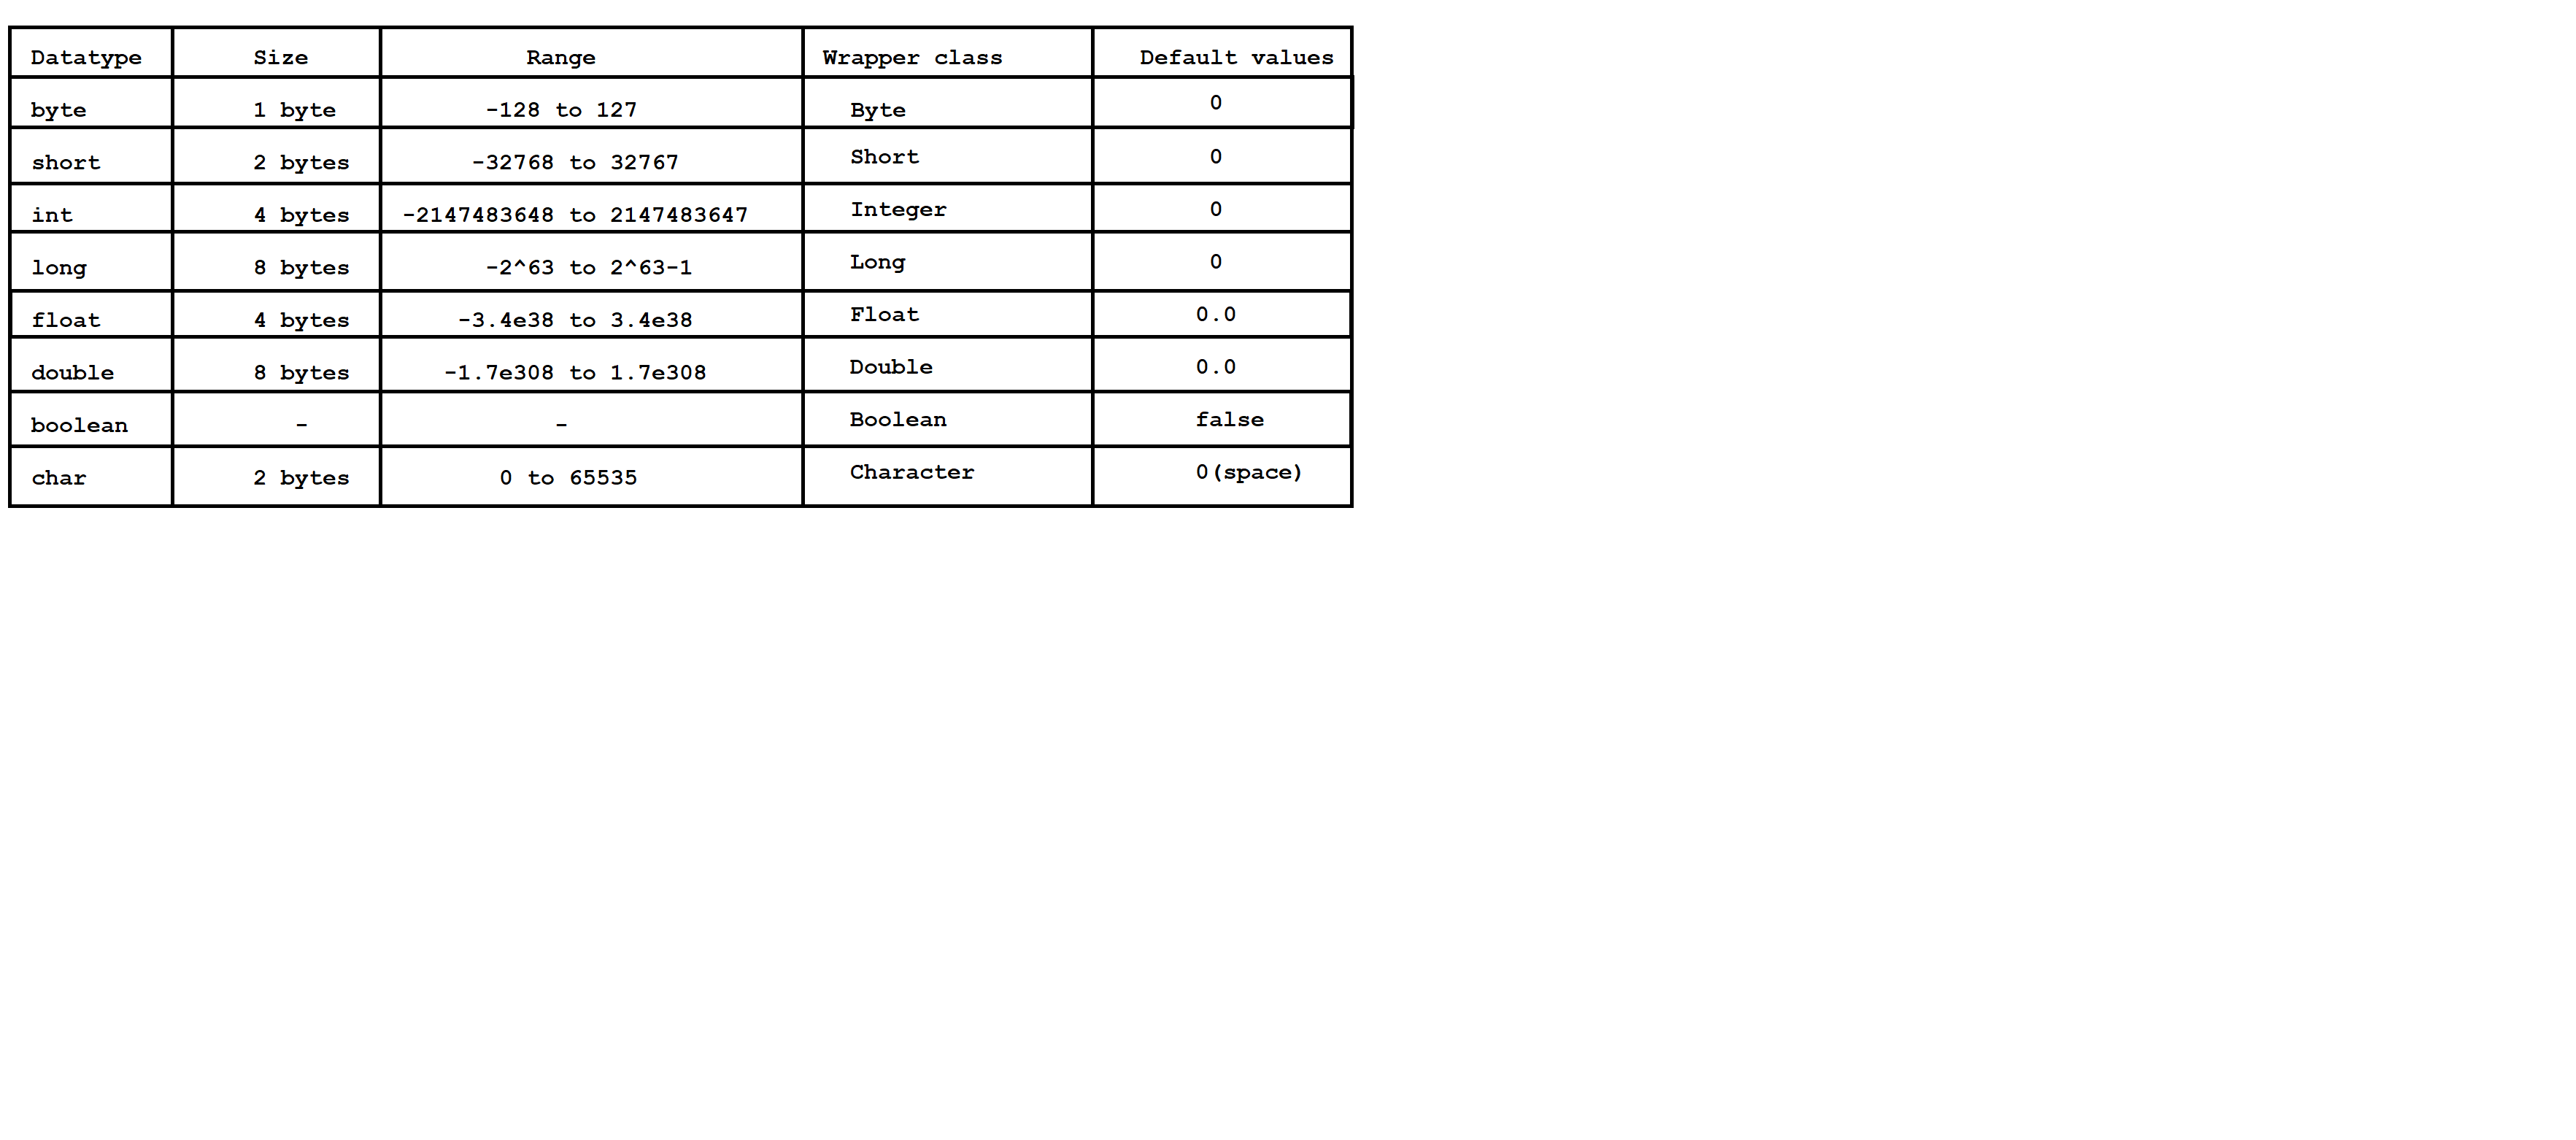 Datatype Size Range Wrapper class Default values
byte 1 byte -128 to 127 Byte 0
short 2 bytes -32768 to 32767 Short 0
int 4 bytes -2147483648 to 2147483647 Integer 0
long 8 bytes -2^63 to 2^63-1 Long 0
float 4 bytes -3.4e38 to 3.4e38 Float 0.0
double 8 bytes -1.7e308 to 1.7e308 Double 0.0
boolean - - Boolean false
char 2 bytes 0 to 65535 Character 0(space)